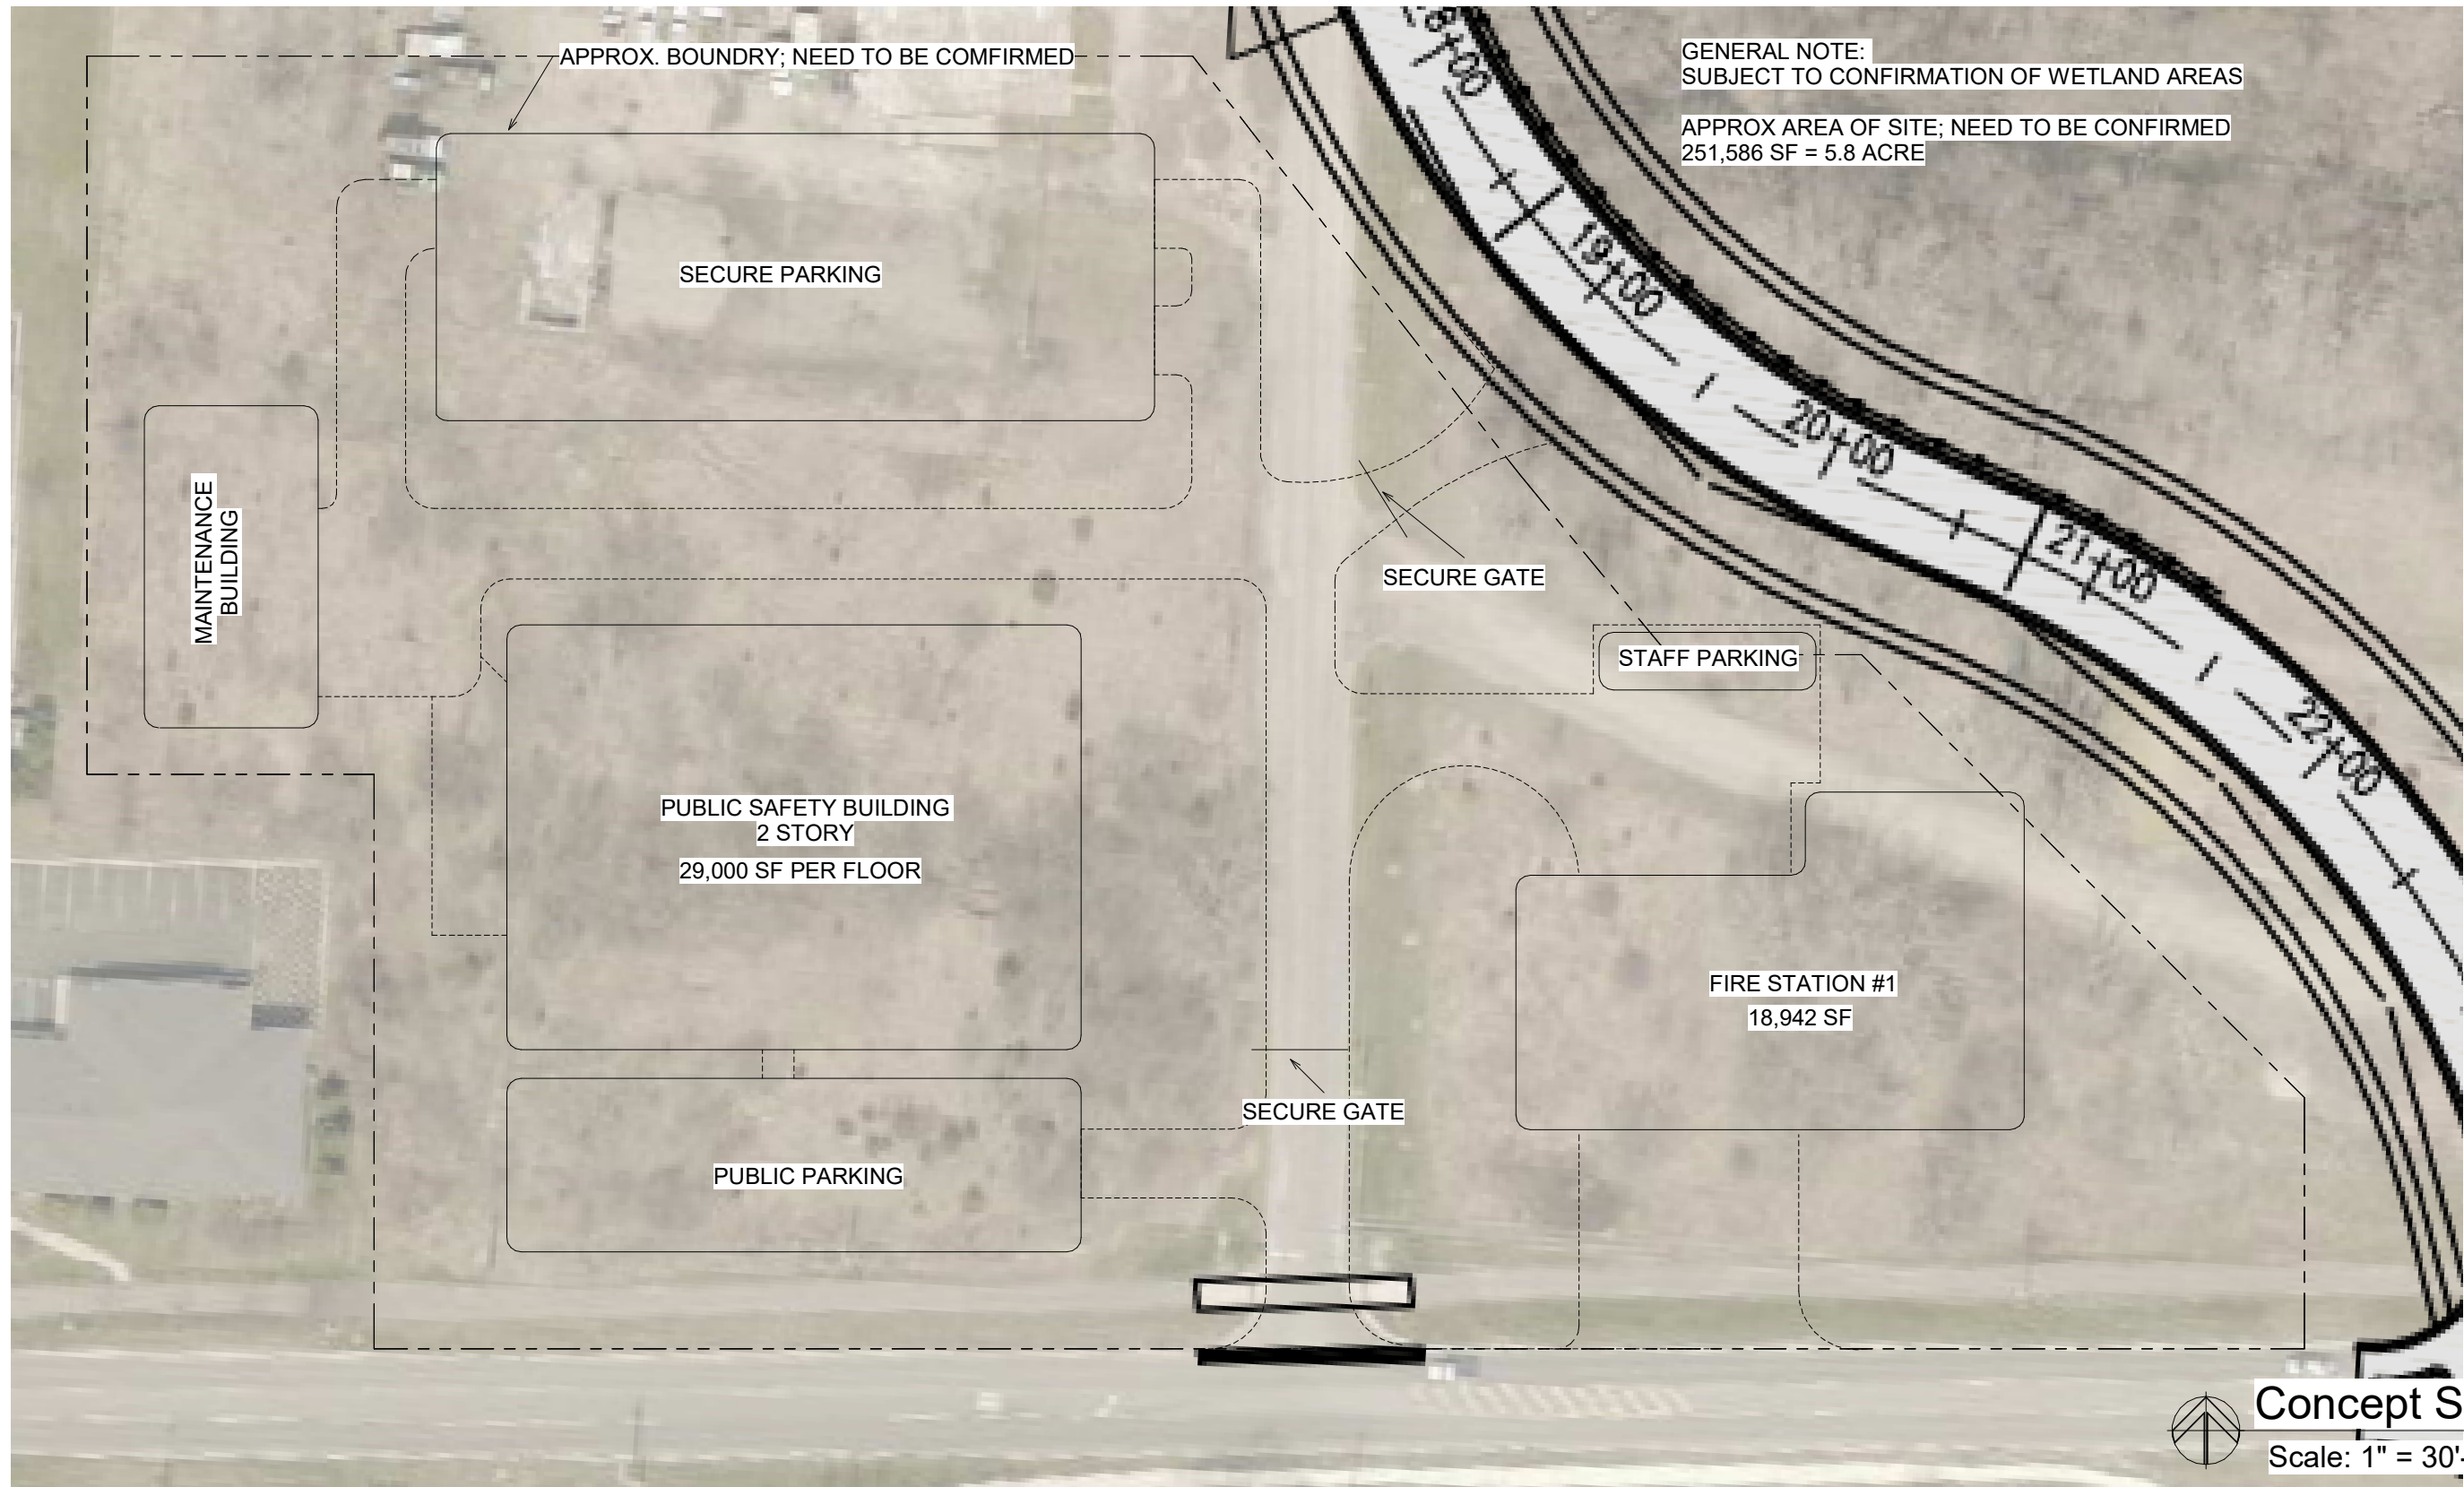 APPROX. BOUNDRY; NEED TO BE COMFIRMED
GENERAL NOTE:
SUBJECT TO CONFIRMATION OF WETLAND AREAS
APPROX AREA OF SITE; NEED TO BE CONFIRMED
251,586 SF = 5.8 ACRE
SECURE PARKING
19+00
20+00
21+00
22+00
MAINTENANCE
BUILDING
SECURE GATE
STAFF PARKING
PUBLIC SAFETY BUILDING
2 STORY
29,000 SF PER FLOOR
FIRE STATION #1
18,942 SF
SECURE GATE
PUBLIC PARKING
Concept S
Scale: 1" = 30'-